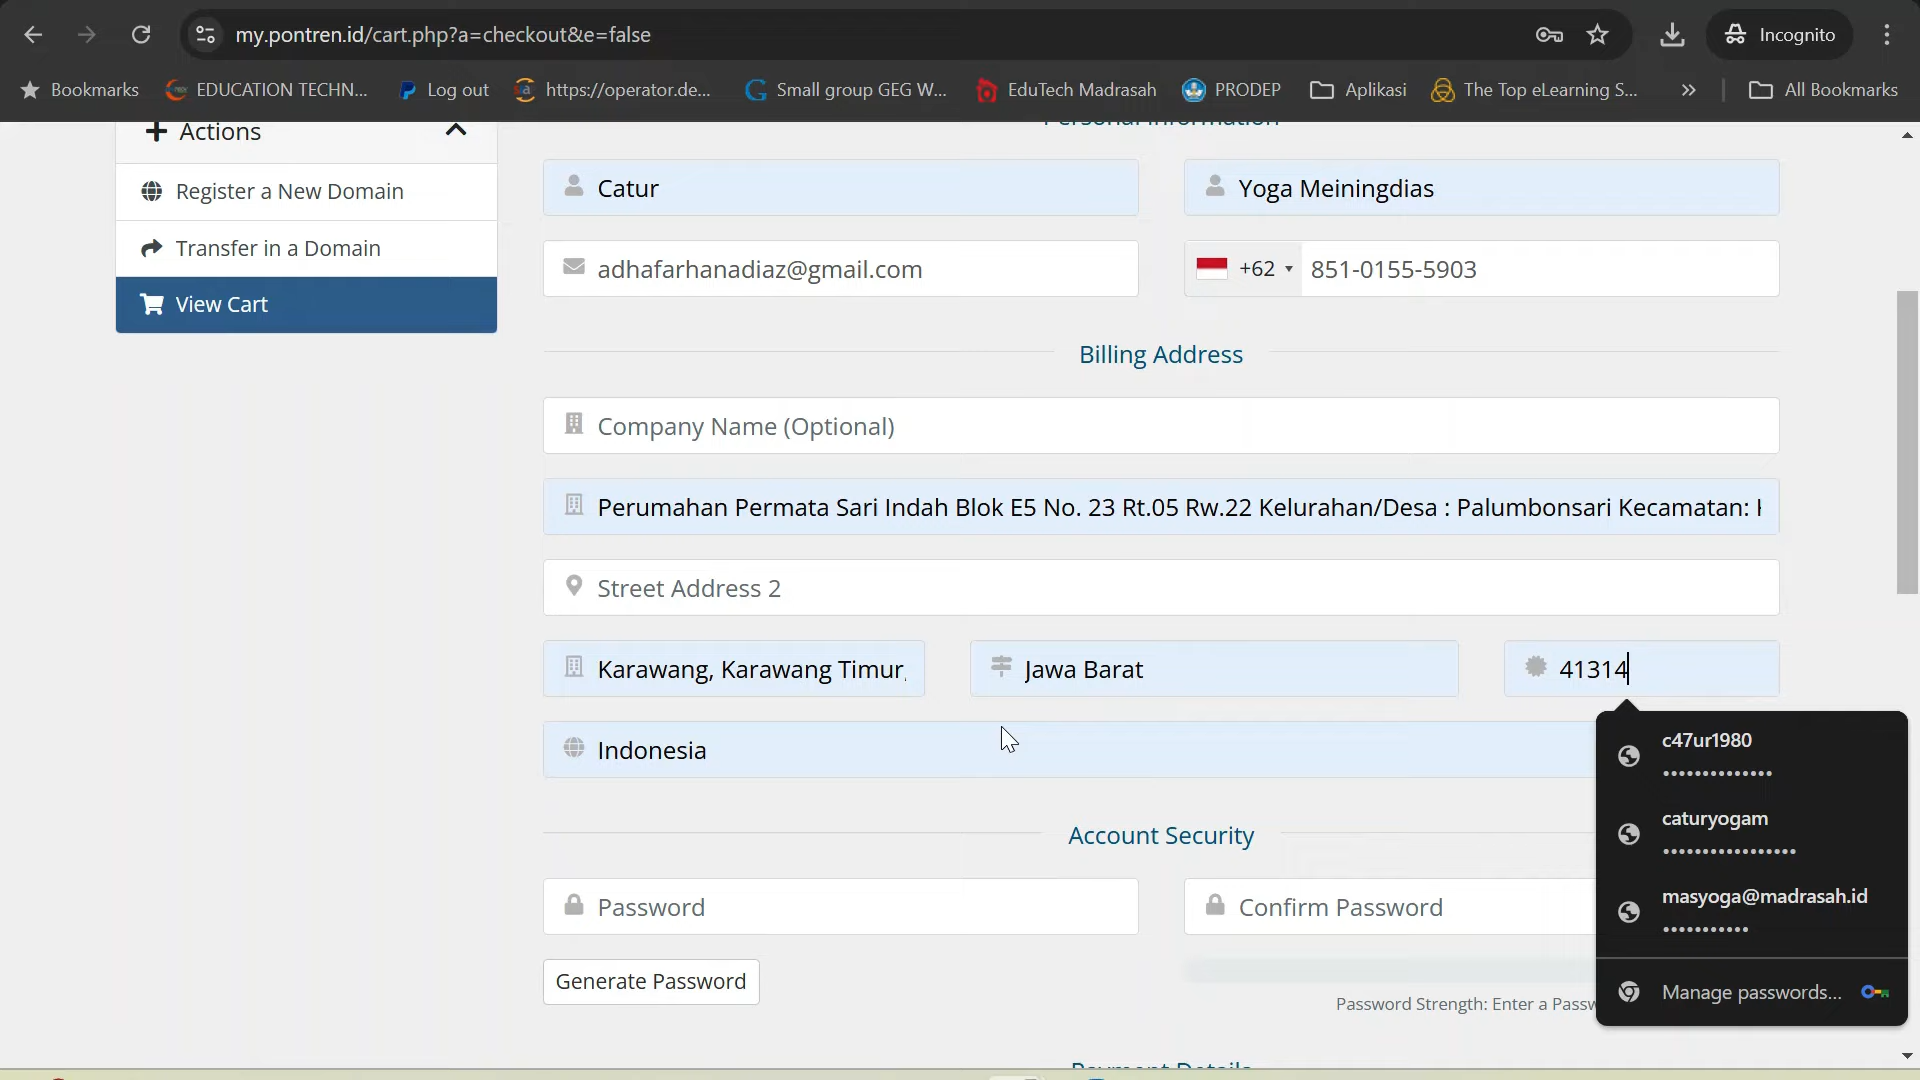 my.pontren.id/cart.php?a=checkout&e=false
Incognito
Bookmarks
EDUCATION TECHN...
Log out
https://operator.de...
Small group GEG W...
EduTech Madrasah
PRODEP
Aplikasi
The Top eLearning S...
»
All Bookmarks
Actions
Register a New Domain
Transfer in a Domain
View Cart
Personal Information
Catur
Yoga Meiningdias
adhafarhanadiaz@gmail.com
+62
851-0155-5903
Billing Address
Company Name (Optional)
Perumahan Permata Sari Indah Blok E5 No. 23 Rt.05 Rw.22 Kelurahan/Desa : Palumbonsari Kecamatan:
Street Address 2
Karawang, Karawang Timur,
Jawa Barat
41314
Indonesia
c47ur1980
••••••••••••••
caturyogam
•••••••••••••••••
masyoga@madrasah.id
•••••••••••
Manage passwords...
Account Security
Password
Confirm Password
Generate Password
Password Strength: Enter a
Payment Details